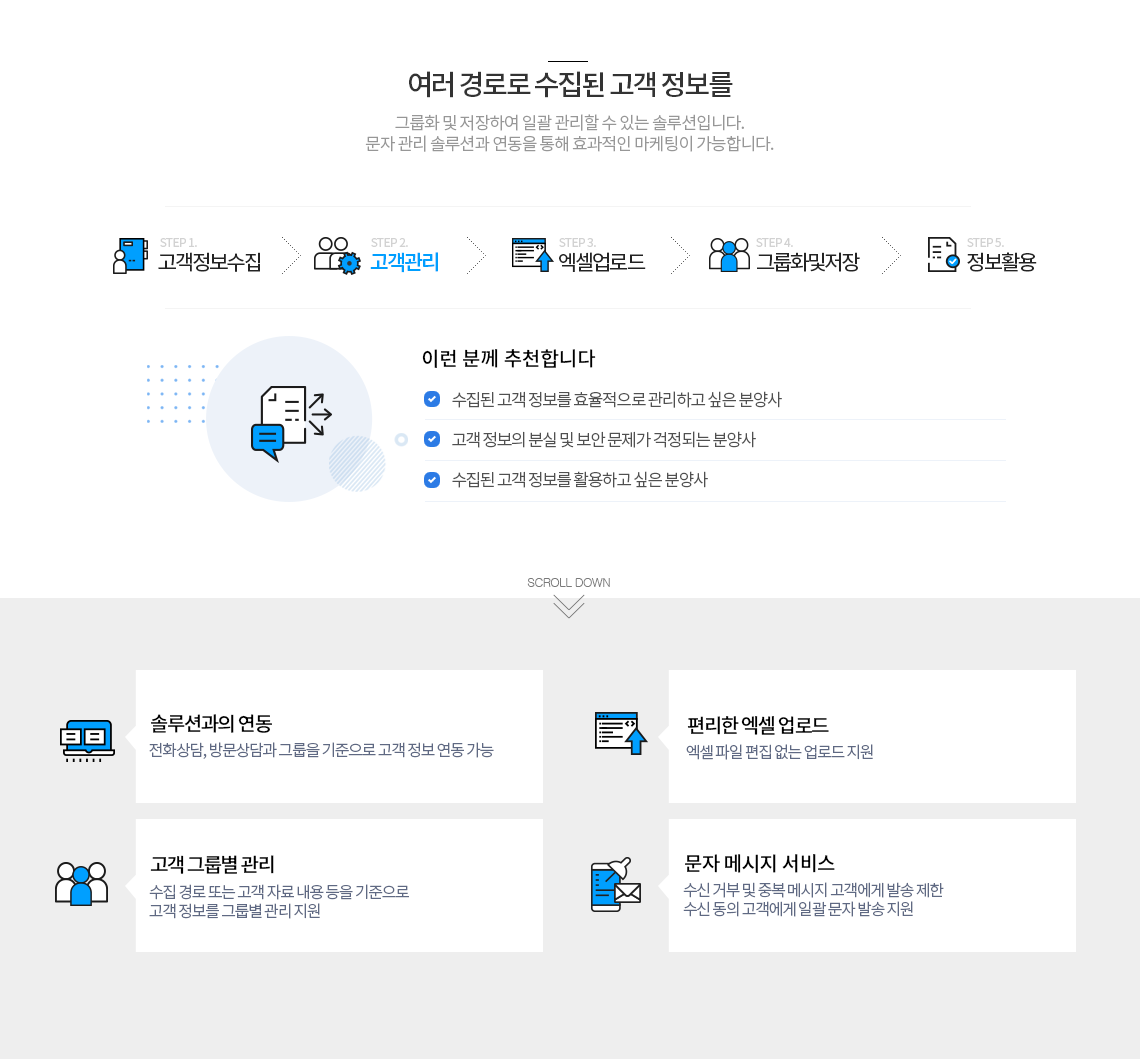 여러 경로로 수집된 고객 정보를
그룹화 및 저장하여 일괄 관리할 수 있는 솔루션입니다.
문자 관리 솔루션과 연동을 통해 효과적인 마케팅이 가능합니다.
STEP 1.
고객정보수집
STEP 2.
고객관리
STEP 3.
엑셀업로드
STEP 4.
그룹화및저장
STEP 5.
정보활용
이런 분께 추천합니다
수집된 고객 정보를 효율적으로 관리하고 싶은 분양사
고객 정보의 분실 및 보안 문제가 걱정되는 분양사
수집된 고객 정보를 활용하고 싶은 분양사
SCROLL DOWN
솔루션과의 연동
전화상담, 방문상담과 그룹을 기준으로 고객 정보 연동 가능
편리한 엑셀 업로드
엑셀 파일 편집 없는 업로드 지원
고객 그룹별 관리
수집 경로 또는 고객 자료 내용 등을 기준으로
고객 정보를 그룹별 관리 지원
문자 메시지 서비스
수신 거부 및 중복 메시지 고객에게 발송 제한
수신 동의 고객에게 일괄 문자 발송 지원